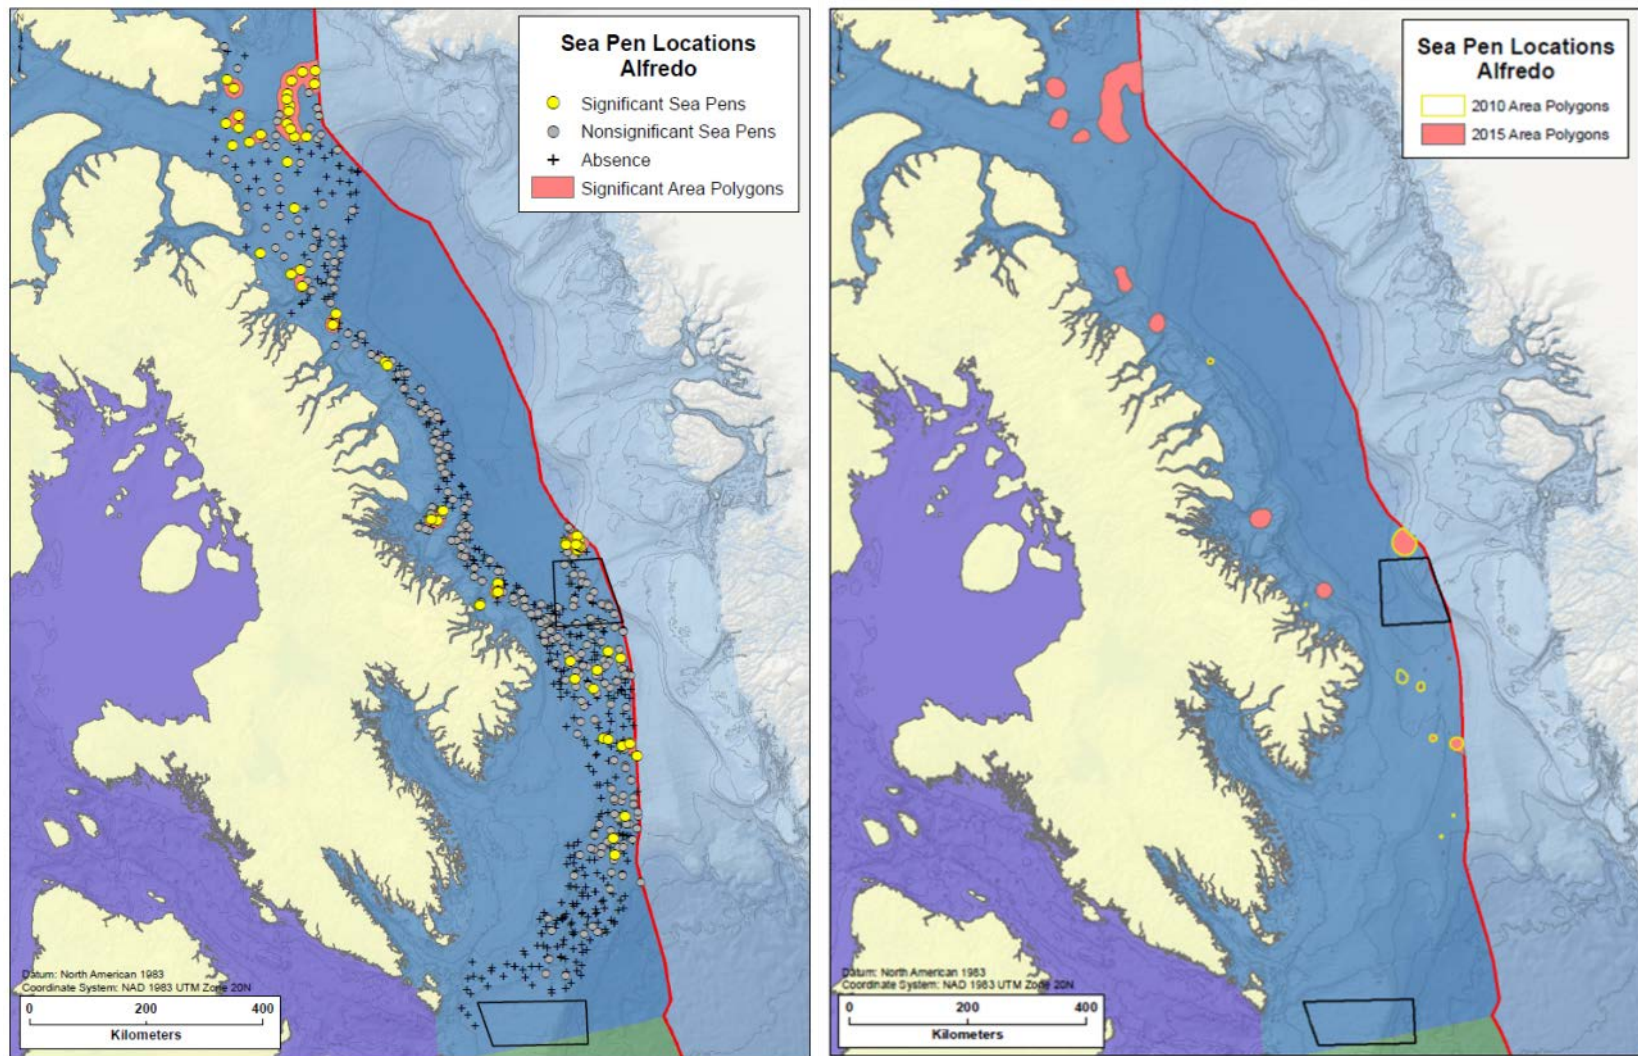 N
Sea Pen Locations
Alfredo
Significant Sea Pens
Nonsignificant Sea Pens
Absence
Significant Area Polygons
Datum: North American 1983
Coordinate System: NAD 1983 UTM Zone 20N
0 200 400
Kilometers
N
Sea Pen Locations
Alfredo
2010 Area Polygons
2015 Area Polygons
Datum: North American 1983
Coordinate System: NAD 1983 UTM Zone 20N
0 200 400
Kilometers